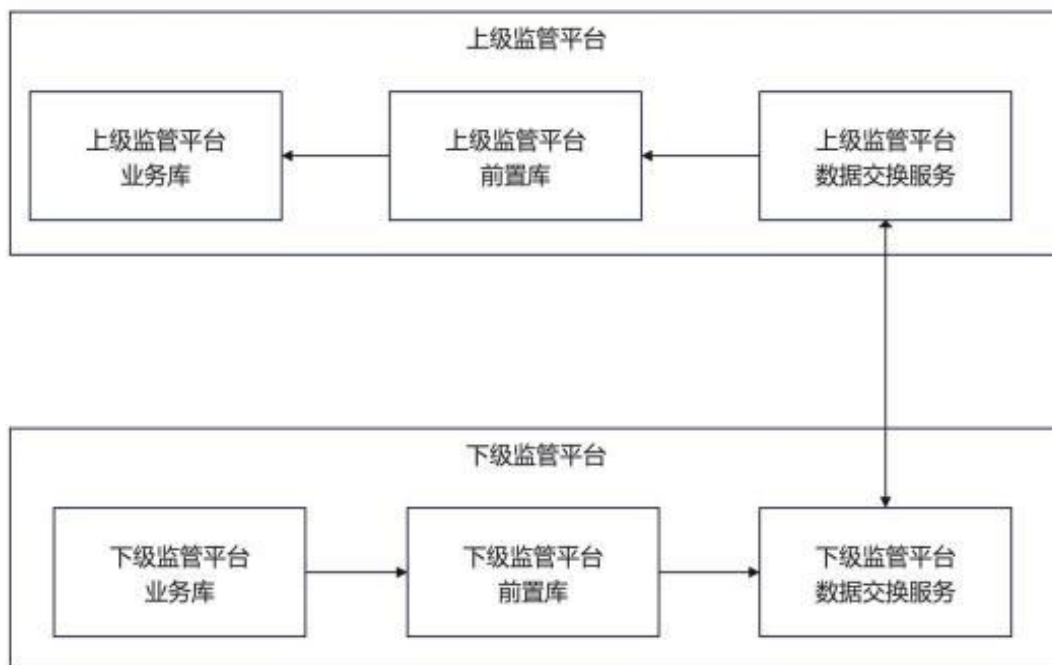 上级监管平台
上级监管平台
业务库
上级监管平台
前置库
上级监管平台
数据交换服务
下级监管平台
下级监管平台
业务库
下级监管平台
前置库
下级监管平台
数据交换服务